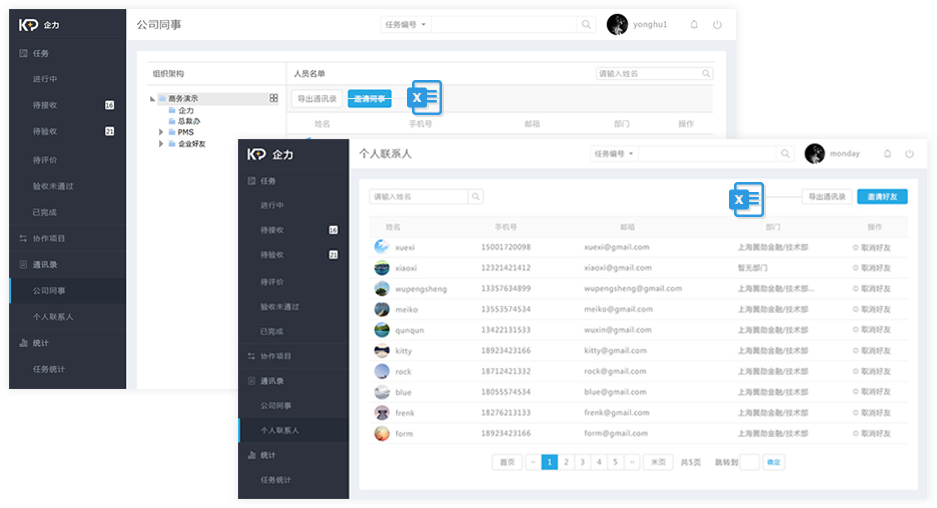 企力
公司同事
任务编号
yonghu1
任务
进行中
待接收 16
待验收 21
待评价
验收未通过
已完成
协作项目
通讯录
公司同事
个人联系人
统计
任务统计
组织架构
商务演示
企力
总裁办
PMS
企业好友
人员名单
请输入姓名
导出通讯录
邀请同事
X
姓名 手机号 邮箱 部门 操作
企力
个人联系人
任务编号
monday
任务
进行中
待接收 16
待验收 21
待评价
验收未通过
已完成
协作项目
通讯录
公司同事
个人联系人
统计
任务统计
请输入姓名
X
导出通讯录
邀请好友
姓名 手机号 邮箱 部门 操作
xuexi 15001720098 xuexi@gmail.com 上海翼勋金融/技术部 取消好友
xiaoxi 12321421412 xiaoxi@gmail.com 暂无部门 取消好友
wupengsheng 13357634899 wupengsheng@gmail.com 上海翼勋金融/技术部... 取消好友
meiko 13553574534 meiko@gmail.com 上海翼勋金融/技术部 取消好友
qunqun 13422131533 wuxin@gmail.com 上海翼勋金融/技术部 取消好友
kitty 18923423166 kitty@gmail.com 上海翼勋金融/技术部 取消好友
rock 18712421332 rock@gmail.com 上海翼勋金融/技术部 取消好友
blue 18055574534 blue@gmail.com 上海翼勋金融/技术部 取消好友
frenk 18276213133 frenk@gmail.com 上海翼勋金融/技术部 取消好友
form 18923423166 form@gmail.com 上海翼勋金融/技术部 取消好友
首页 1 2 3 4 5 末页 共5页 跳转到 确定